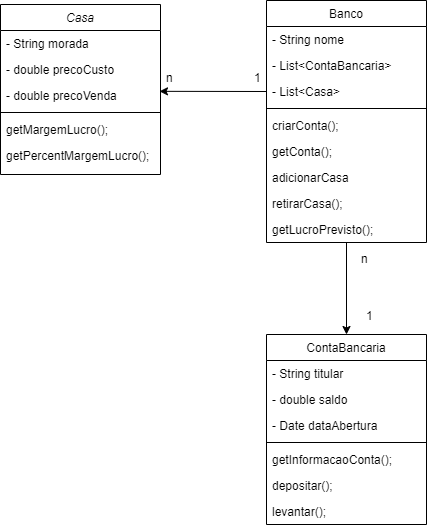 Casa
- String morada
- double precoCusto
- double precoVenda
getMargemLucro();
getPercentMargemLucro();
n
1
Banco
- String nome
- List<ContaBancaria>
- List<Casa>
criarConta();
getConta();
adicionarCasa
retirarCasa();
getLucroPrevisto();
n
1
ContaBancaria
- String titular
- double saldo
- Date dataAbertura
getInformacaoConta();
depositar();
levantar();